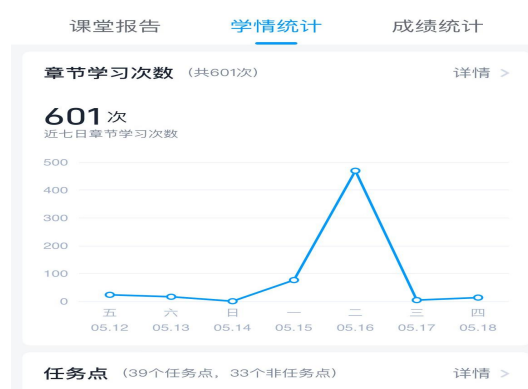 课堂报告 学情统计 成绩统计
章节学习次数 (共601次) 详情 >
601次
近七日章节学习次数
500
400
300
200
100
0
五 六 日 一 二 三 四
05.12 05.13 05.14 05.15 05.16 05.17 05.18
任务点 (39个任务点, 33个非任务点) 详情 >